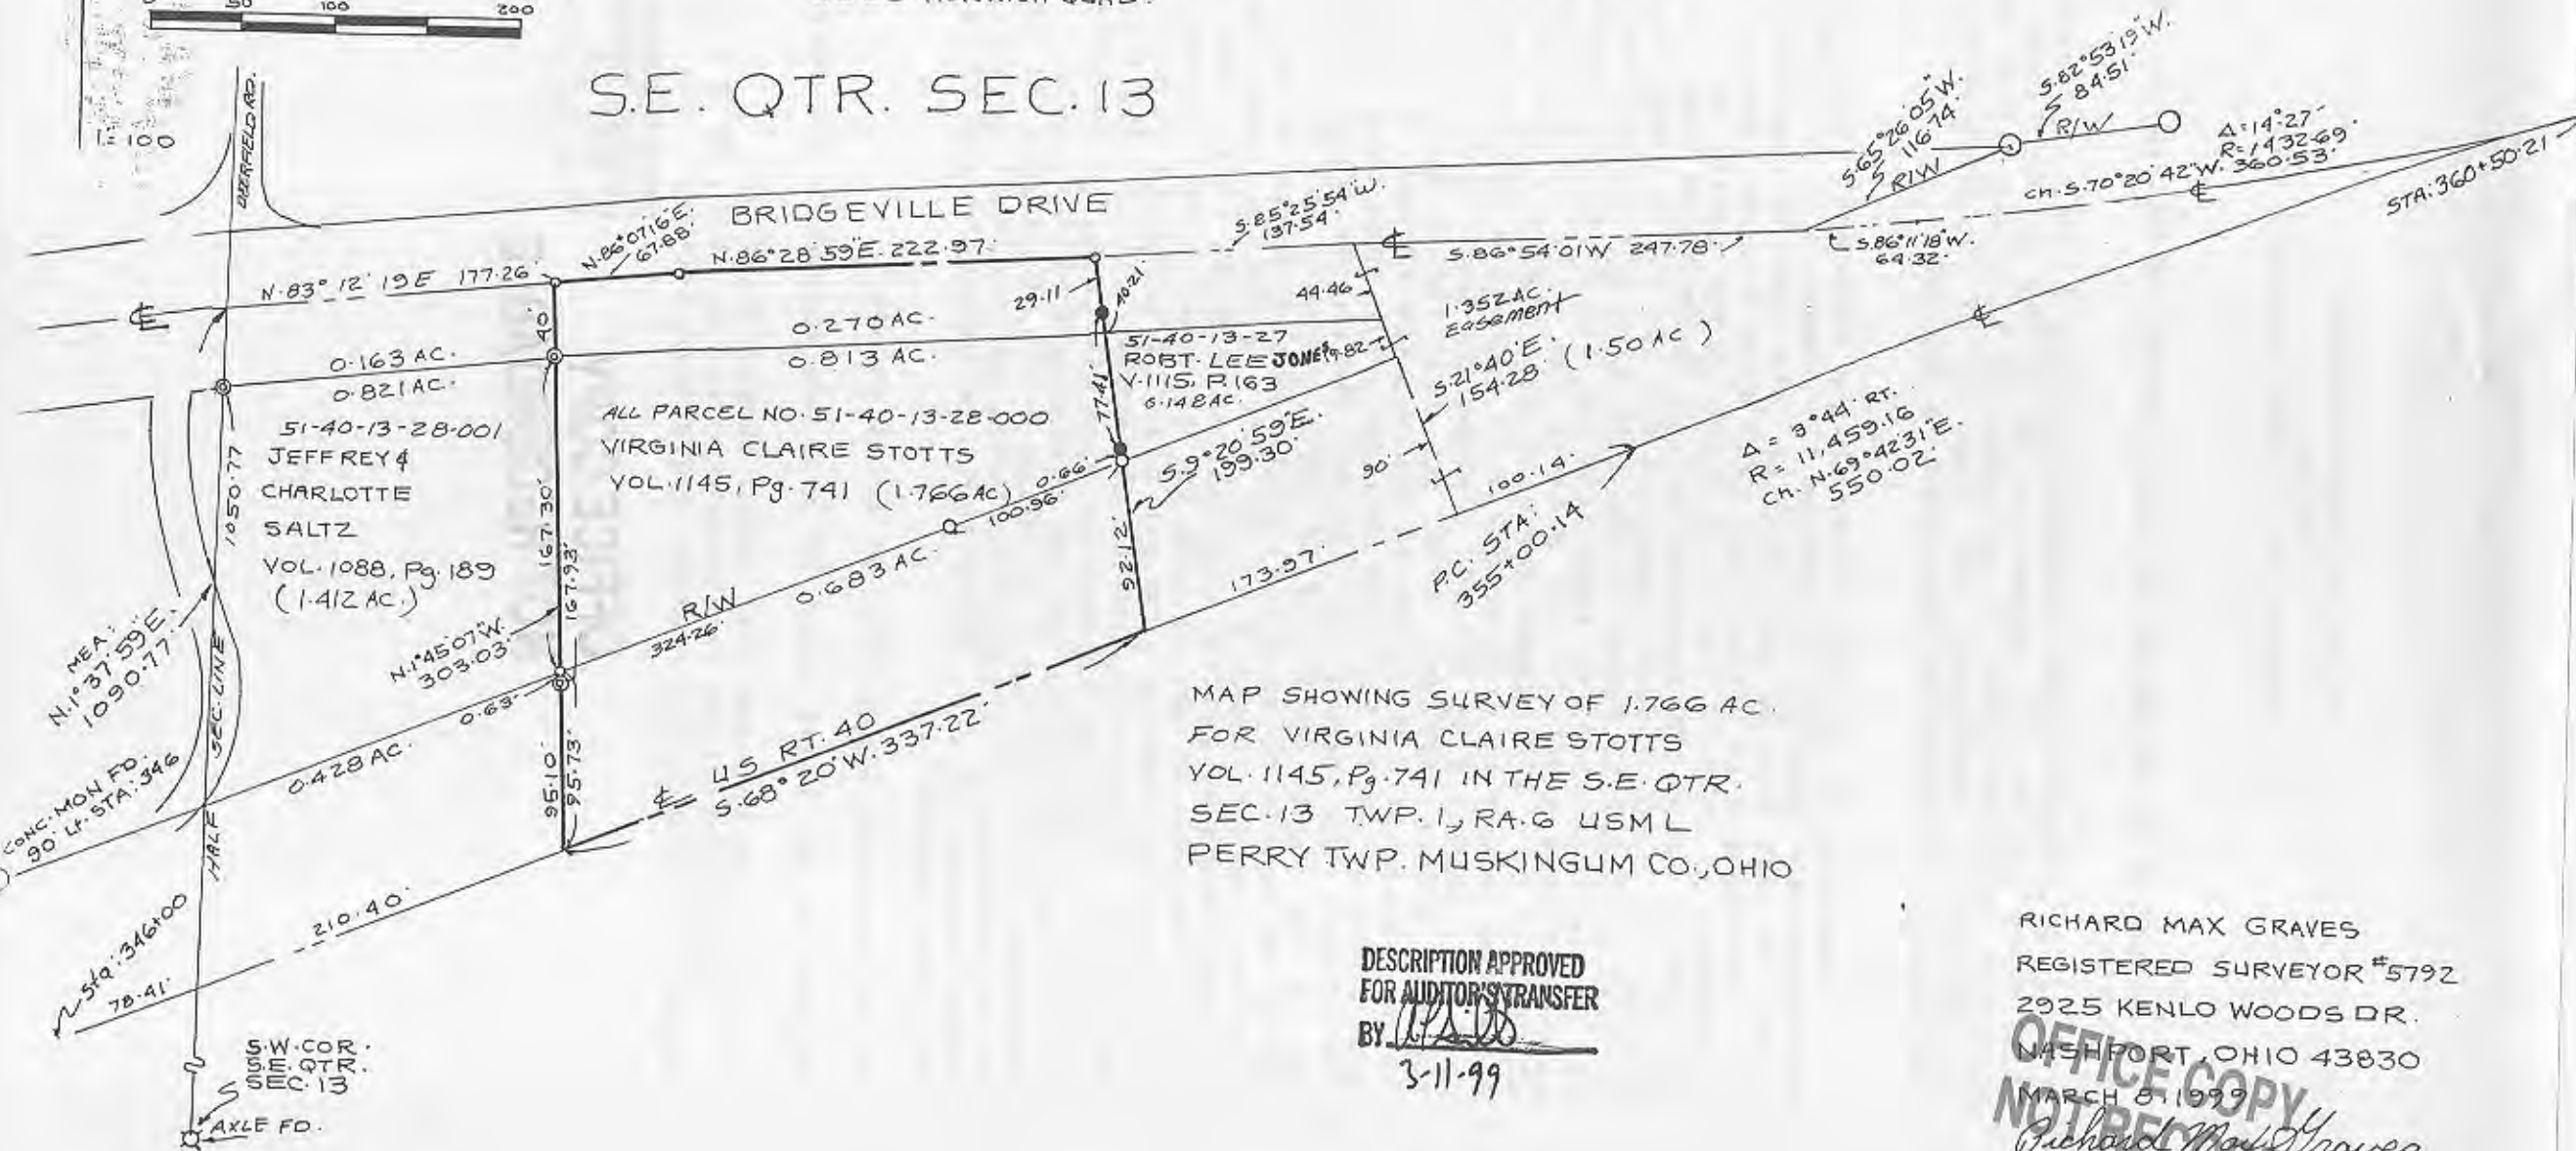 0 50 100 200
1"=100
S.E. QTR. SEC. 13
DEERFIELD RD.
BRIDGEVILLE DRIVE
S.82°53'19"W.
84.51'
R/W
S.65°26'05"W.
116.74'
R/W
Δ=14°27'
R=1432.69'
Ch. S.70°20'42"W. 360.53'
STA: 360+50.21
N.83°12'19"E 177.26'
N.86°07'16"E.
67.88'
N.86°28'59"E. 222.97'
S.85°25'54"W.
137.54'
S.86°54'01"W 247.78'
S.86°11'18"W.
64.32'
40'
29.11
40.21'
44.46
1.352 AC.
Easement
0.163 AC.
0.821 AC.
0.270 AC.
0.813 AC.
51-40-13-27
ROBT. LEE JONES
V.1115, P.163
6.148 AC.
9.82
S.21°40'E.
154.28' (1.50 AC)
77.41'
51-40-13-28-001
JEFFREY &
CHARLOTTE
SALTZ
VOL. 1088, Pg. 189
(1.412 AC.)
1050.77
ALL PARCEL NO. 51-40-13-28-000
VIRGINIA CLAIRE STOTTS
VOL. 1145, Pg. 741 (1.766 AC)
167.30'
167.93'
0.66'
100.96'
S.9°20'59"E.
199.30'
92.12'
90'
100.14'
Δ = 3°44' RT.
R = 11,459.16
Ch. N.69°42'31"E.
550.02'
P.C. STA:
355+00.14
173.97'
MEA:
N.1°37'59"E.
1090.77'
HALF SEC. LINE
N.1°45'07"W.
303.03'
R/W
324.26'
0.683 AC.
0.63'
0.428 AC.
95.10'
95.73'
US RT. 40
S.68°20'W. 337.22'
CONC. MON FD.
90' Lt. STA: 346
210.40'
Sta: 346+00
78.41'
S.W. COR.
S.E. QTR.
SEC. 13
AXLE FD.
MAP SHOWING SURVEY OF 1.766 AC.
FOR VIRGINIA CLAIRE STOTTS
VOL. 1145, Pg. 741 IN THE S.E. QTR.
SEC. 13 TWP. 1, RA. 6 USML
PERRY TWP. MUSKINGUM CO., OHIO
DESCRIPTION APPROVED
FOR AUDITOR'S TRANSFER
BY
3-11-99
RICHARD MAX GRAVES
REGISTERED SURVEYOR #5792
2925 KENLO WOODS DR.
NASHPORT, OHIO 43830
MARCH 8, 1999
OFFICE COPY
NOT REC
Richard Max Graves